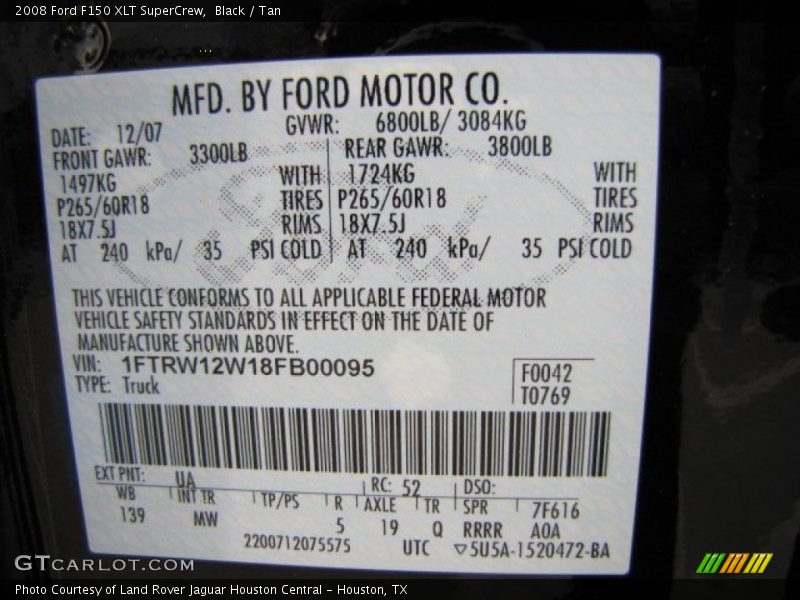 2008 Ford F150 XLT SuperCrew,  Black / Tan
MFD. BY FORD MOTOR CO.
DATE: 12/07 GVWR: 6800LB/ 3084KG
FRONT GAWR: 3300LB REAR GAWR: 3800LB
1497KG WITH 1724KG WITH
P265/60R18 TIRES P265/60R18 TIRES
18X7.5J RIMS 18X7.5J RIMS
AT 240 kPa/ 35 PSI COLD AT 240 kPa/ 35 PSI COLD
THIS VEHICLE CONFORMS TO ALL APPLICABLE FEDERAL MOTOR
VEHICLE SAFETY STANDARDS IN EFFECT ON THE DATE OF
MANUFACTURE SHOWN ABOVE.
VIN: 1FTRW12W18FB00095
TYPE: Truck
F0042
T0769
EXT PNT: UA RC: 52 DSO:
WB INT TR TP/PS R AXLE TR SPR 7F616
139 MW 5 19 Q RRRR A0A
2200712075575 UTC ▽5U5A-1520472-BA
GTCARLOT.COM
Photo Courtesy of Land Rover Jaguar Houston Central – Houston, TX